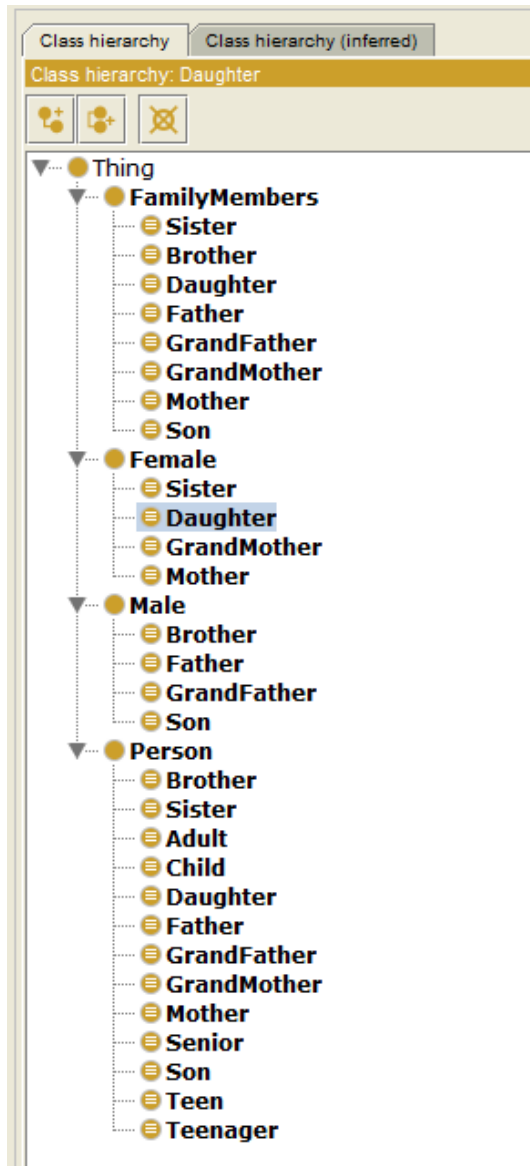 Class hierarchy Class hierarchy (inferred)
Class hierarchy: Daughter
Thing
FamilyMembers
Sister
Brother
Daughter
Father
GrandFather
GrandMother
Mother
Son
Female
Sister
Daughter
GrandMother
Mother
Male
Brother
Father
GrandFather
Son
Person
Brother
Sister
Adult
Child
Daughter
Father
GrandFather
GrandMother
Mother
Senior
Son
Teen
Teenager